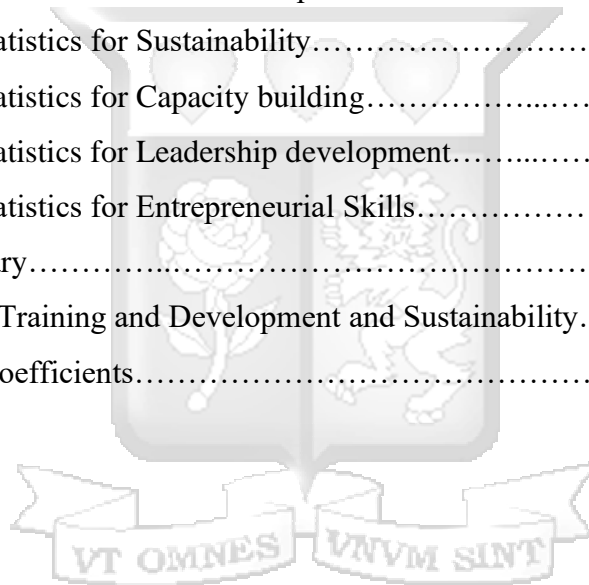 atistics for Sustainability…………………………
atistics for Capacity building……………...……
atistics for Leadership development……...……
atistics for Entrepreneurial Skills………………
ary…………..……………………………………
Training and Development and Sustainability.
oefficients…………………………………………
VT OMNES VNVM SINT